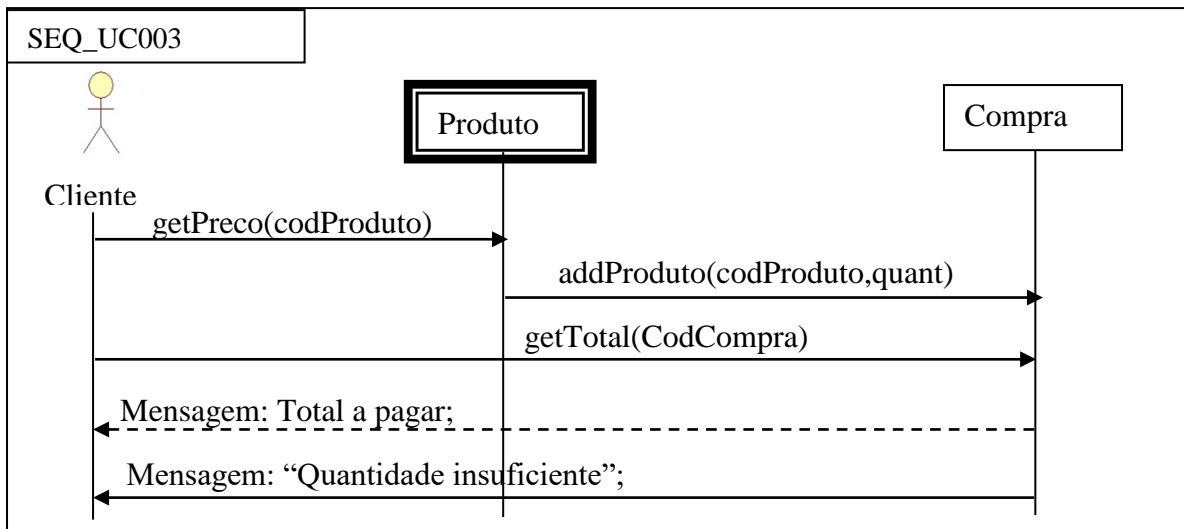 SEQ_UC003
Produto
Compra
Cliente
getPreco(codProduto)
addProduto(codProduto,quant)
getTotal(CodCompra)
Mensagem: Total a pagar;
Mensagem: “Quantidade insuficiente”;